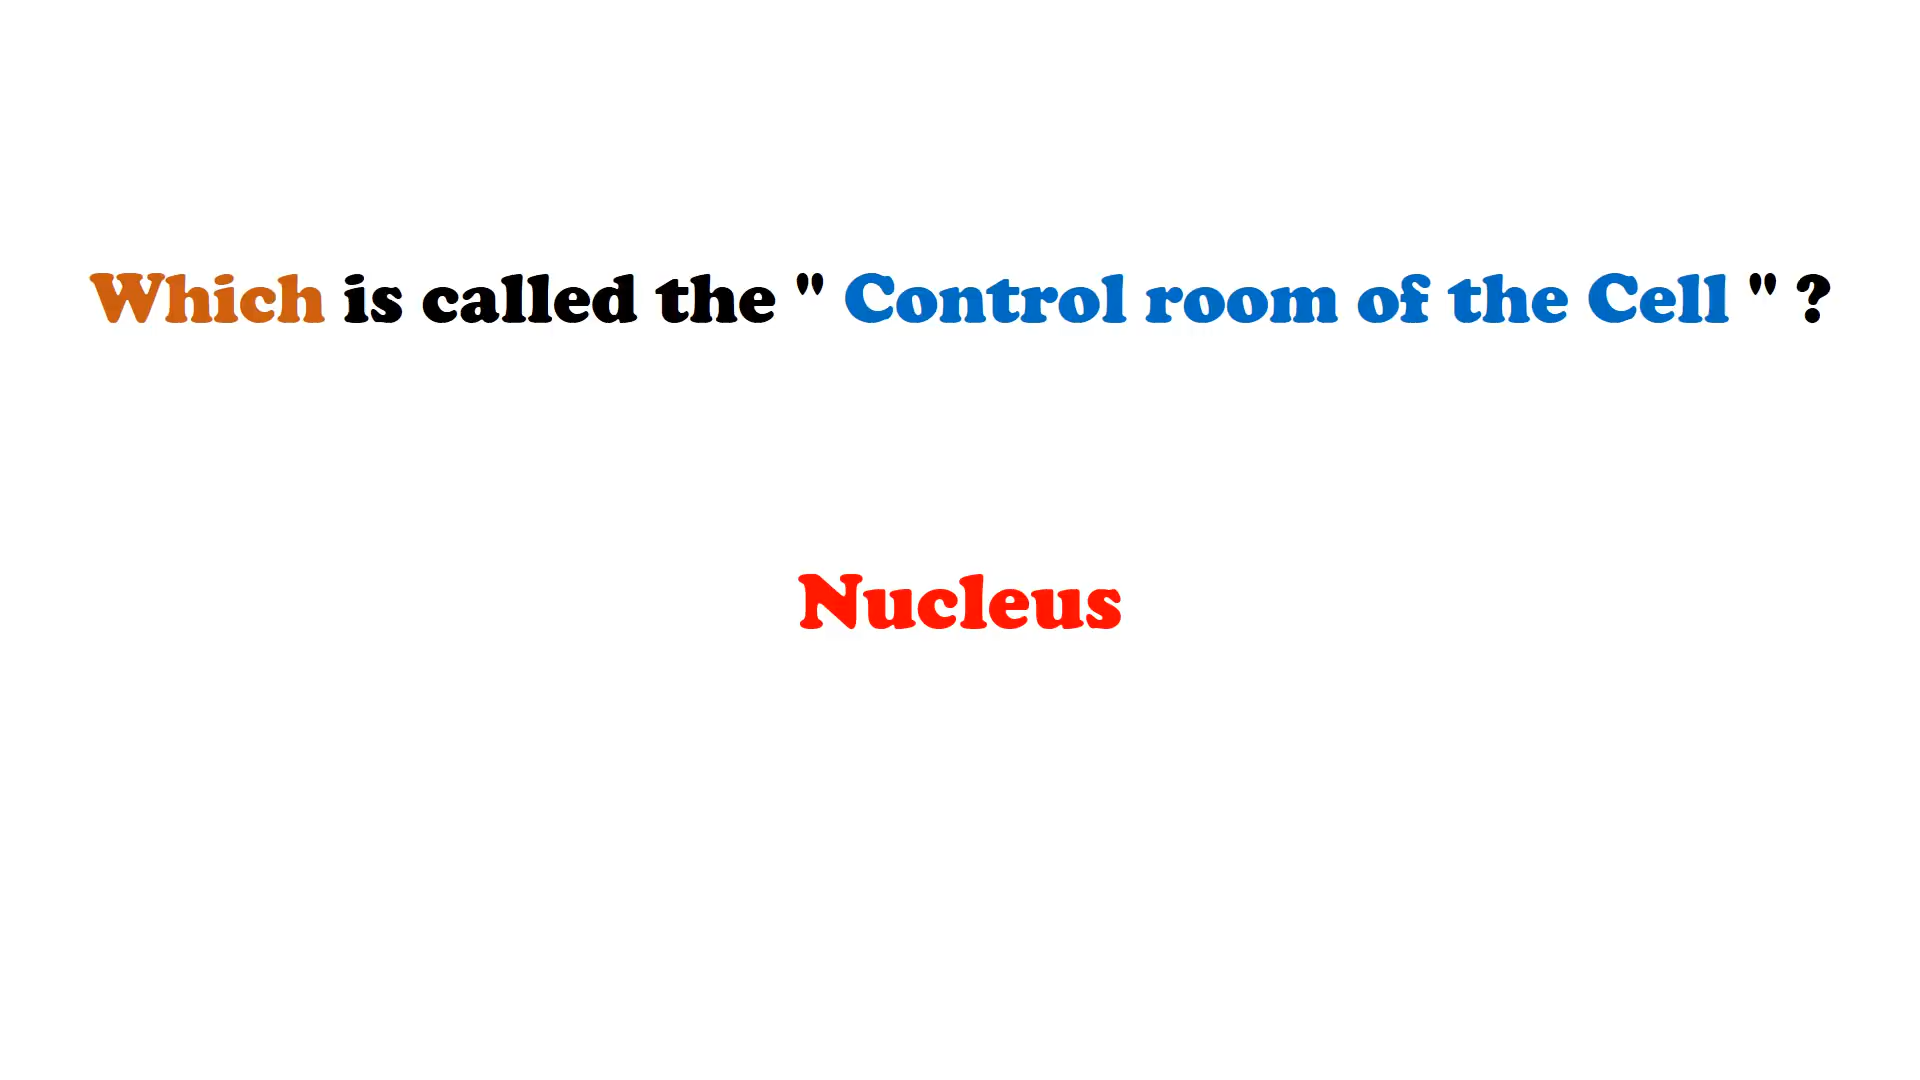 Which is called the " Control room of the Cell " ?
Nucleus